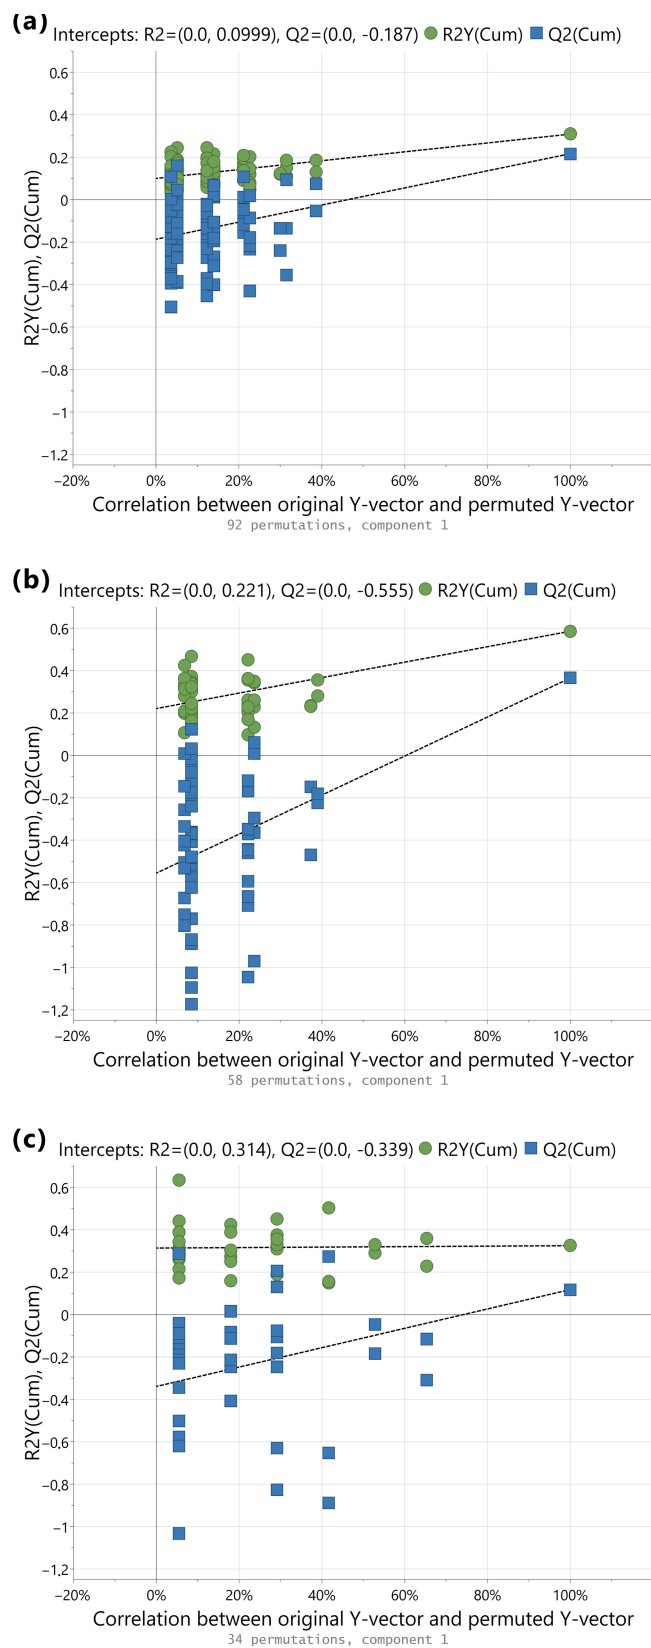 (a) Intercepts: R2=(0.0, 0.0999), Q2=(0.0, -0.187) R2Y(Cum) Q2(Cum)
0.6
0.4
0.2
0
−0.2
−0.4
−0.6
−0.8
−1
−1.2
R2Y(Cum), Q2(Cum)
−20% 0% 20% 40% 60% 80% 100%
Correlation between original Y-vector and permuted Y-vector
92 permutations, component 1
(b) Intercepts: R2=(0.0, 0.221), Q2=(0.0, -0.555) R2Y(Cum) Q2(Cum)
0.6
0.4
0.2
0
−0.2
−0.4
−0.6
−0.8
−1
−1.2
R2Y(Cum), Q2(Cum)
−20% 0% 20% 40% 60% 80% 100%
Correlation between original Y-vector and permuted Y-vector
58 permutations, component 1
(c) Intercepts: R2=(0.0, 0.314), Q2=(0.0, -0.339) R2Y(Cum) Q2(Cum)
0.6
0.4
0.2
0
−0.2
−0.4
−0.6
−0.8
−1
−1.2
R2Y(Cum), Q2(Cum)
−20% 0% 20% 40% 60% 80% 100%
Correlation between original Y-vector and permuted Y-vector
34 permutations, component 1